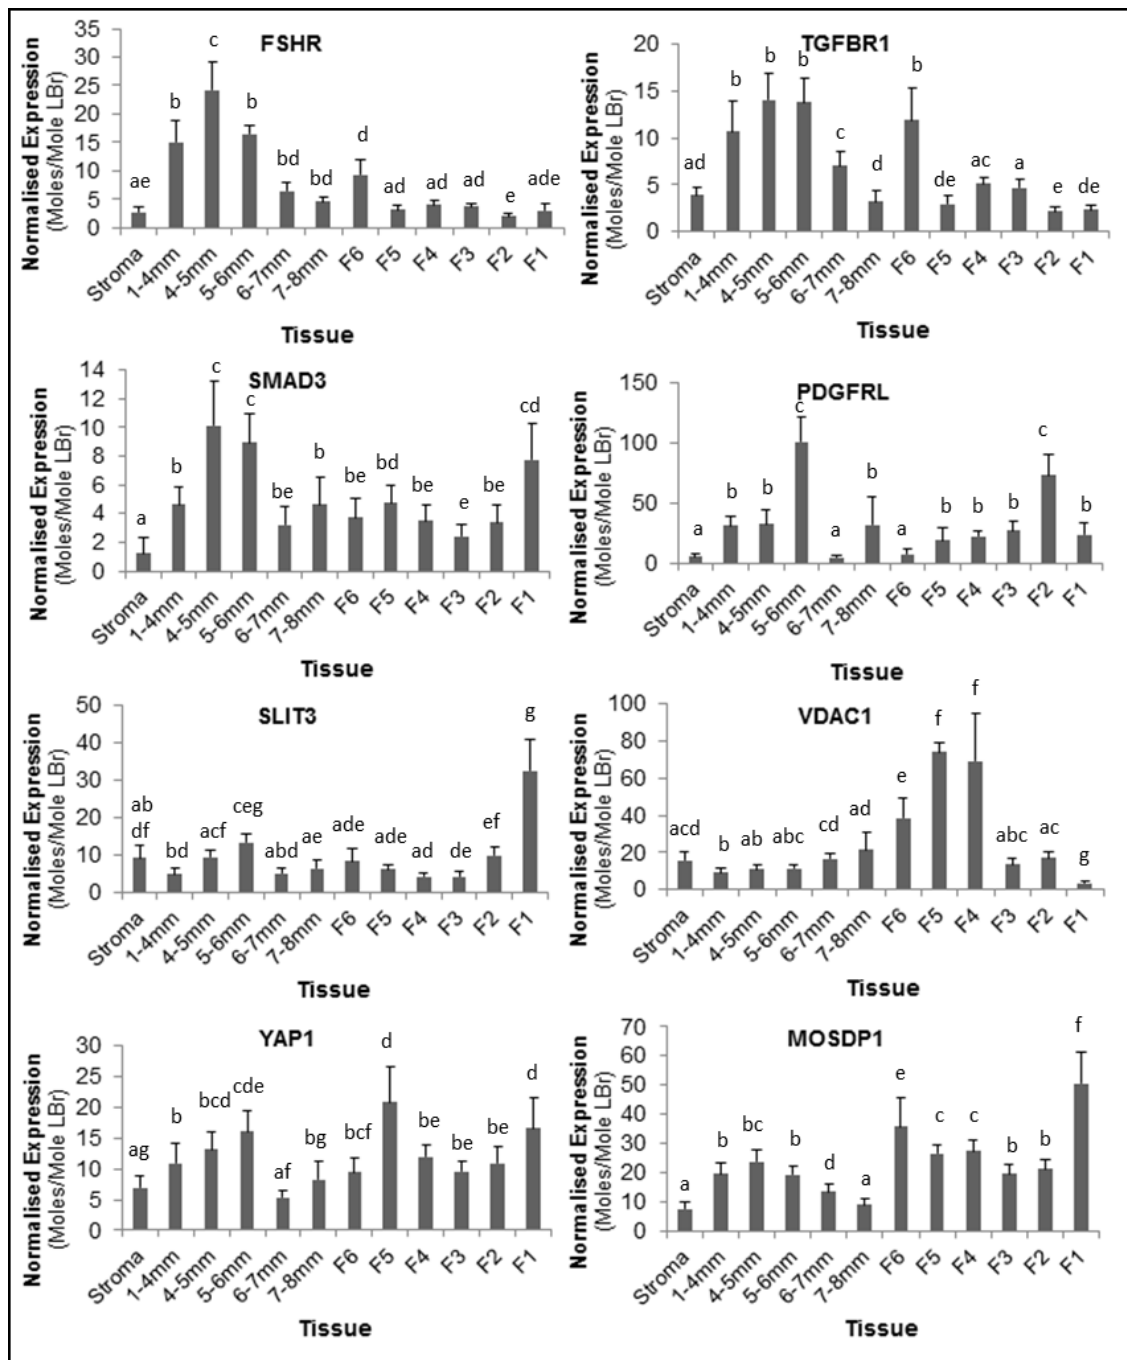 FSHR
Normalised Expression
(Moles/Mole LBr)
35
30
25
20
15
10
5
0
ae
b
c
b
bd
bd
d
ad
ad
ad
e
ade
Stroma
1-4mm
4-5mm
5-6mm
6-7mm
7-8mm
F6
F5
F4
F3
F2
F1
Tissue
TGFBR1
Normalised Expression
(Moles/Mole LBr)
20
15
10
5
0
ad
b
b
b
c
d
b
de
ac
a
e
de
Stroma
1-4mm
4-5mm
5-6mm
6-7mm
7-8mm
F6
F5
F4
F3
F2
F1
Tissue
SMAD3
Normalised Expression
(Moles/Mole LBr)
14
12
10
8
6
4
2
0
a
b
c
c
be
b
be
bd
be
e
be
cd
Stroma
1-4mm
4-5mm
5-6mm
6-7mm
7-8mm
F6
F5
F4
F3
F2
F1
Tissue
PDGFRL
Normalised Expression
(Moles/Mole LBr)
150
100
50
0
a
b
b
c
a
b
a
b
b
b
c
b
Stroma
1-4mm
4-5mm
5-6mm
6-7mm
7-8mm
F6
F5
F4
F3
F2
F1
Tissue
SLIT3
Normalised Expression
(Moles/Mole LBr)
50
40
30
20
10
0
ab
df
bd
acf
ceg
abd
ae
ade
ade
ad
de
ef
g
Stroma
1-4mm
4-5mm
5-6mm
6-7mm
7-8mm
F6
F5
F4
F3
F2
F1
Tissue
VDAC1
Normalised Expression
(Moles/Mole LBr)
100
80
60
40
20
0
acd
b
ab
abc
cd
ad
e
f
f
abc
ac
g
Stroma
1-4mm
4-5mm
5-6mm
6-7mm
7-8mm
F6
F5
F4
F3
F2
F1
Tissue
YAP1
Normalised Expression
(Moles/Mole LBr)
30
25
20
15
10
5
0
ag
b
bcd
cde
af
bg
bcf
d
be
be
be
d
Stroma
1-4mm
4-5mm
5-6mm
6-7mm
7-8mm
F6
F5
F4
F3
F2
F1
Tissue
MOSDP1
Normalised Expression
(Moles/Mole LBr)
70
60
50
40
30
20
10
0
a
b
bc
b
d
a
e
c
c
b
b
f
Stroma
1-4mm
4-5mm
5-6mm
6-7mm
7-8mm
F6
F5
F4
F3
F2
F1
Tissue